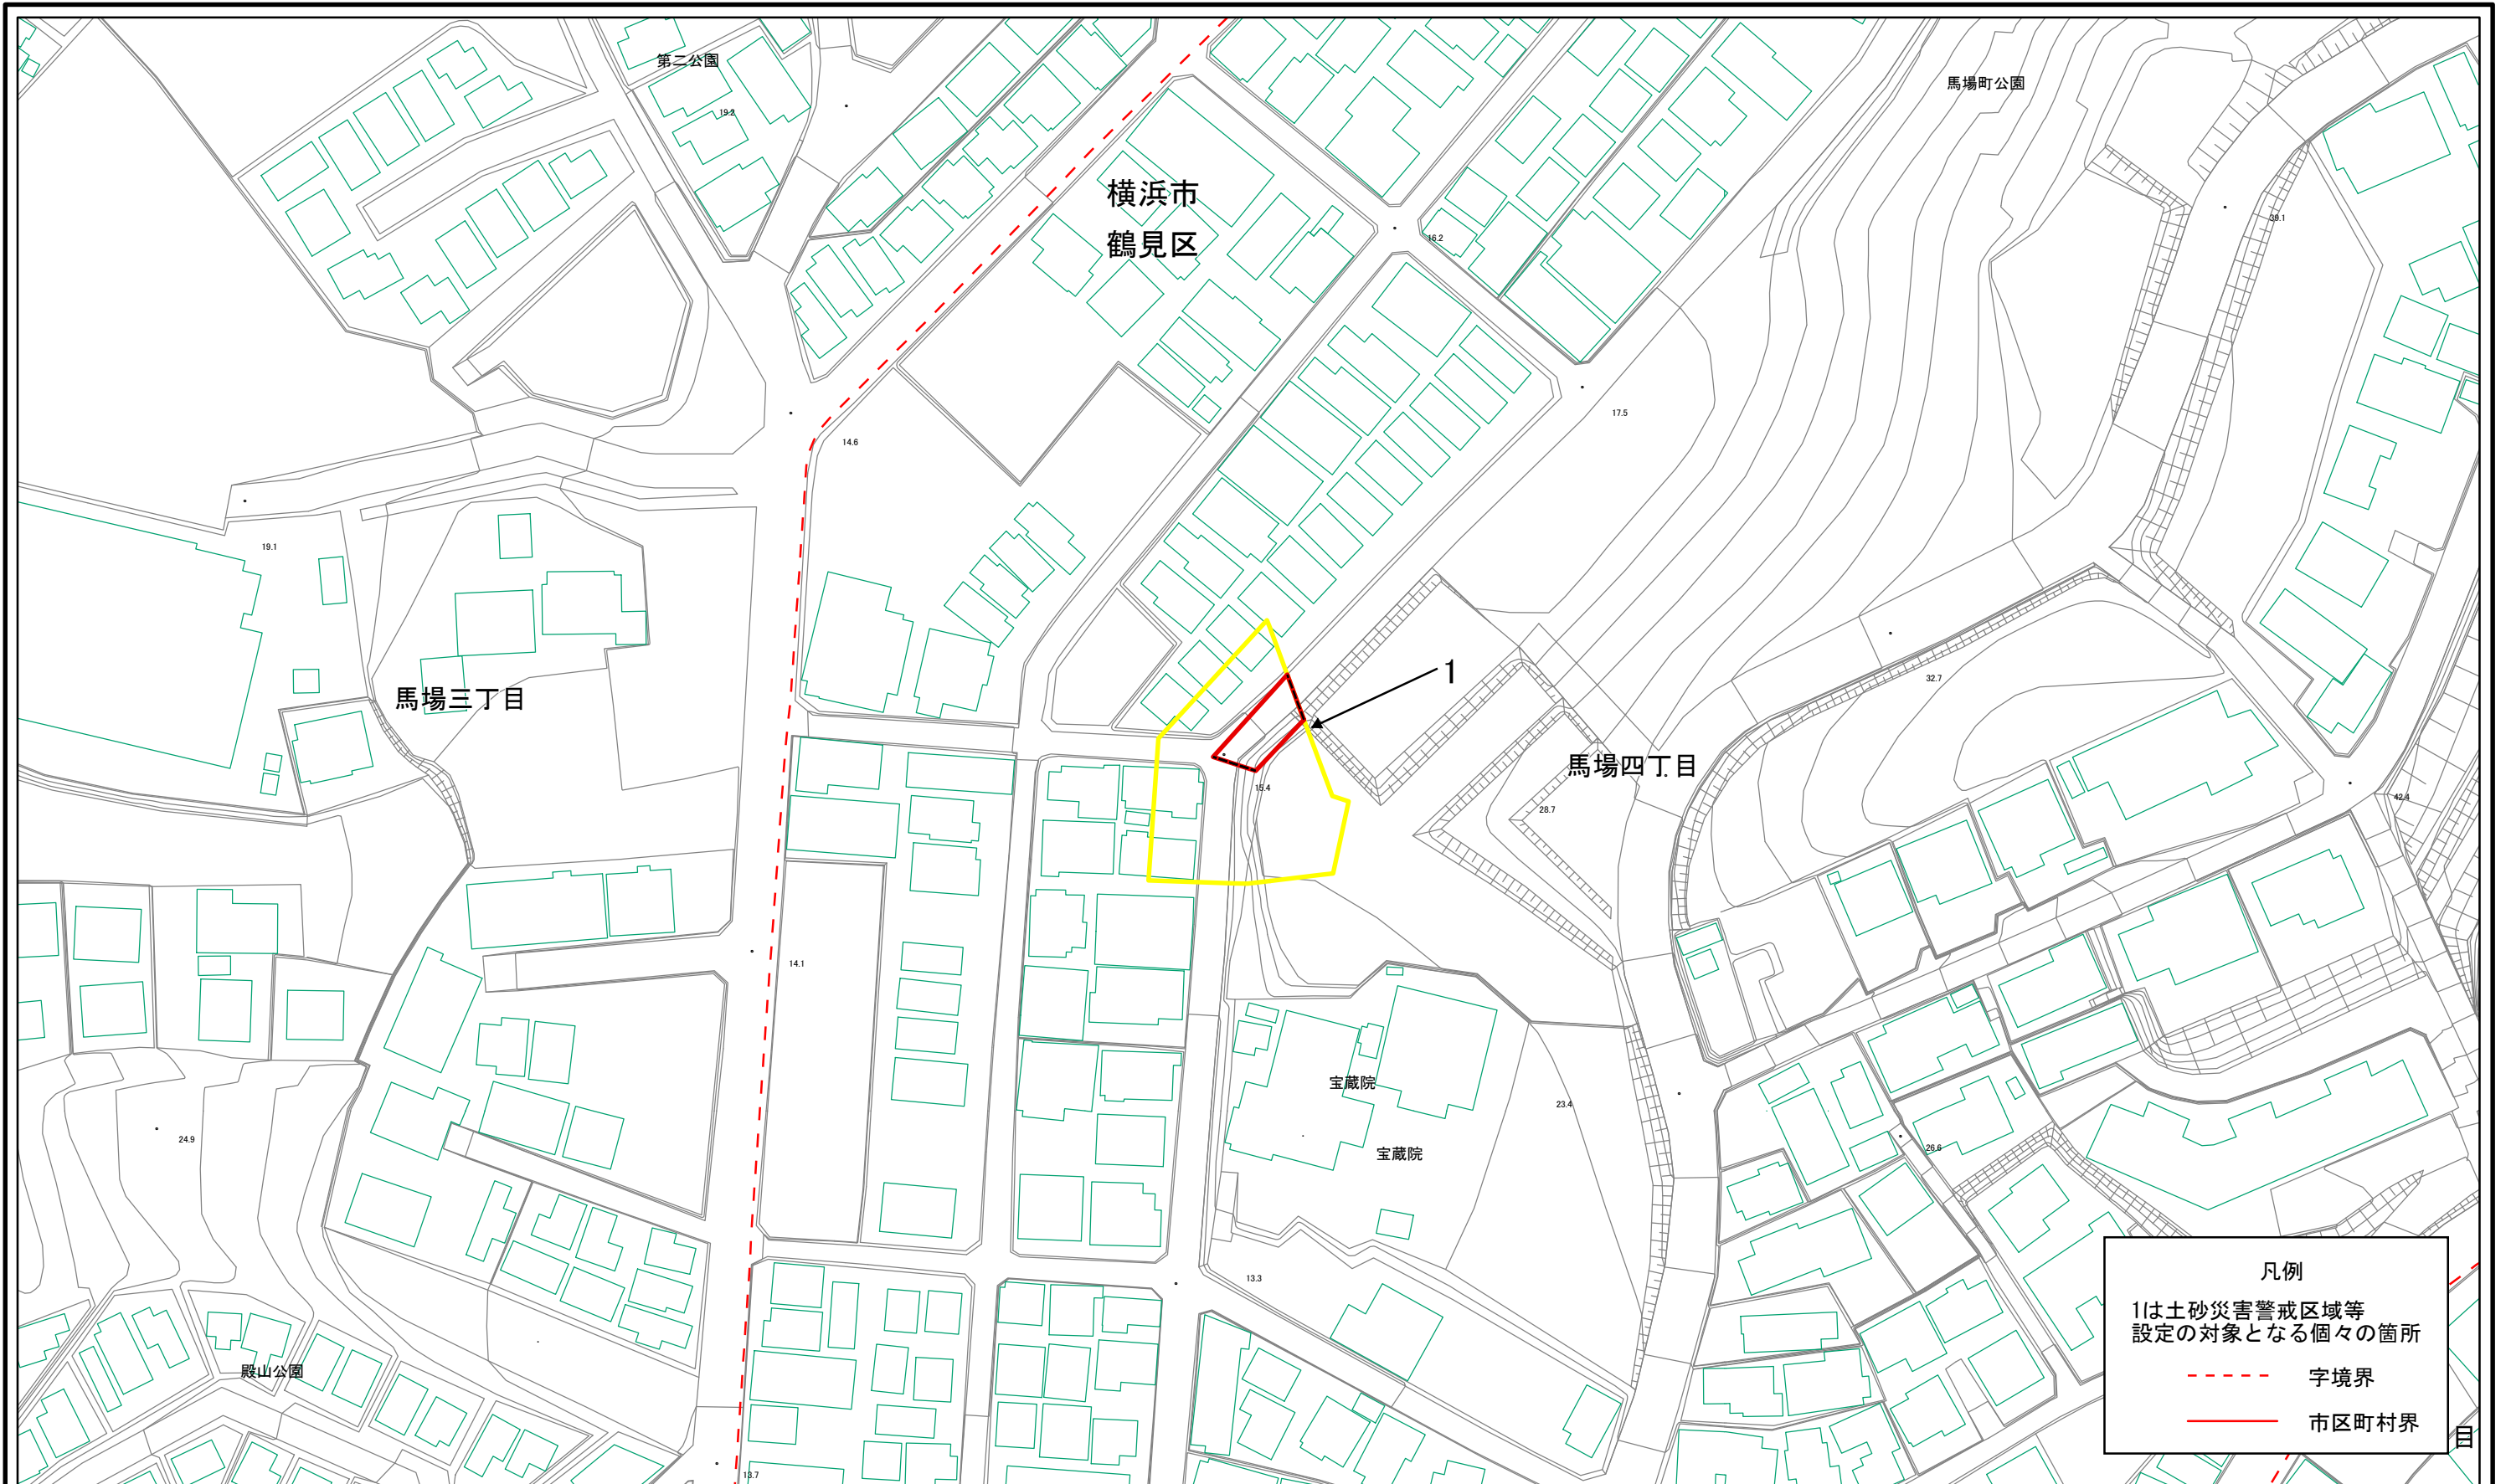 第二公園
19.2
馬場町公園
横浜市
鶴見区
39.1
16.2
17.5
14.6
19.1
馬場三丁目
1
32.7
馬場四丁目
15.4
28.7
42.4
14.1
宝蔵院
23.4
24.9
宝蔵院
26.6
13.3
殿山公園
13.7
凡例
1は土砂災害警戒区域等
設定の対象となる個々の箇所
字境界
市区町村界
目